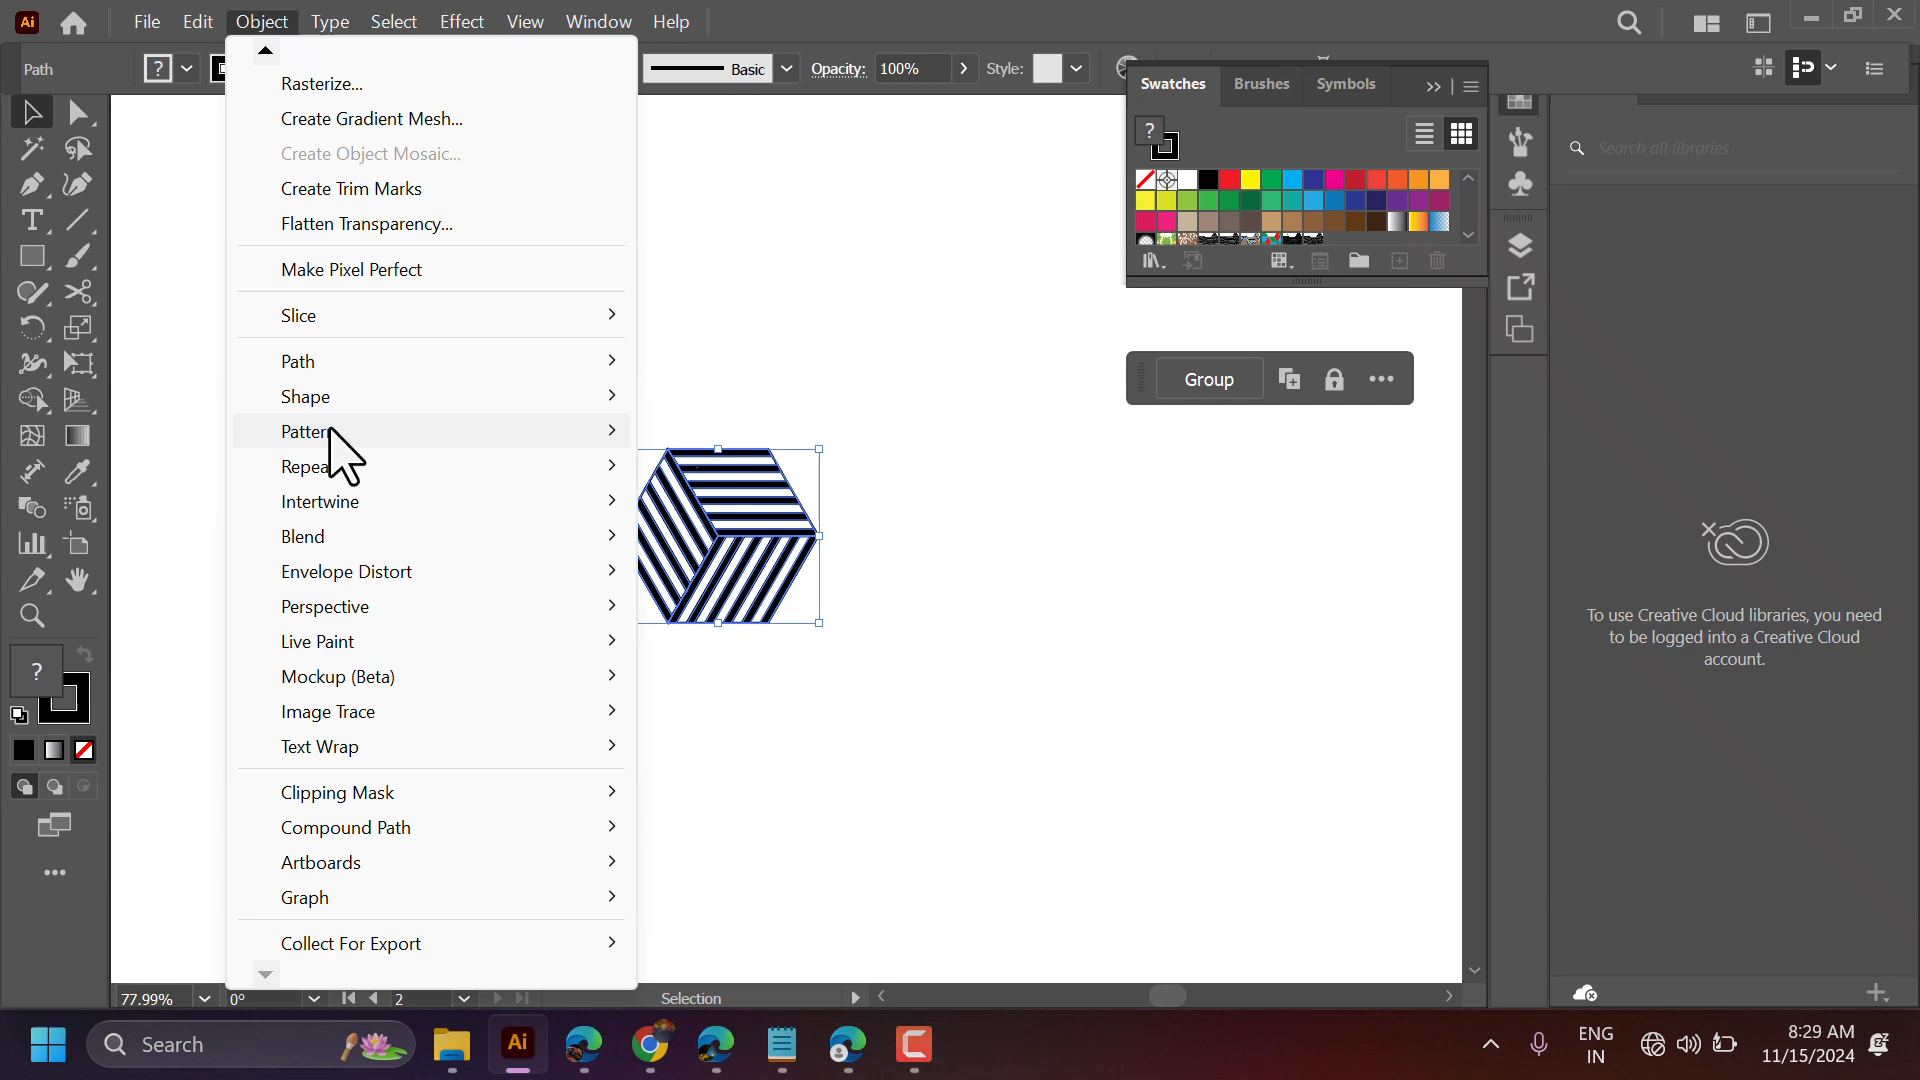 Ai File Edit Object Type Select Effect View Window Help
Path ? Basic Opacity: 100% Style:
Rasterize...
Create Gradient Mesh...
Create Object Mosaic...
Create Trim Marks
Flatten Transparency...
Make Pixel Perfect
Slice
Path
Shape
Pattern
Repea
Intertwine
Blend
Envelope Distort
Perspective
Live Paint
Mockup (Beta)
Image Trace
Text Wrap
Clipping Mask
Compound Path
Artboards
Graph
Collect For Export
Swatches Brushes Symbols
?
Group
Search all libraries
To use Creative Cloud libraries, you need
to be logged into a Creative Cloud
account.
?
77.99% 0° 2 Selection
Search Ai ENG
IN
8:29 AM
11/15/2024